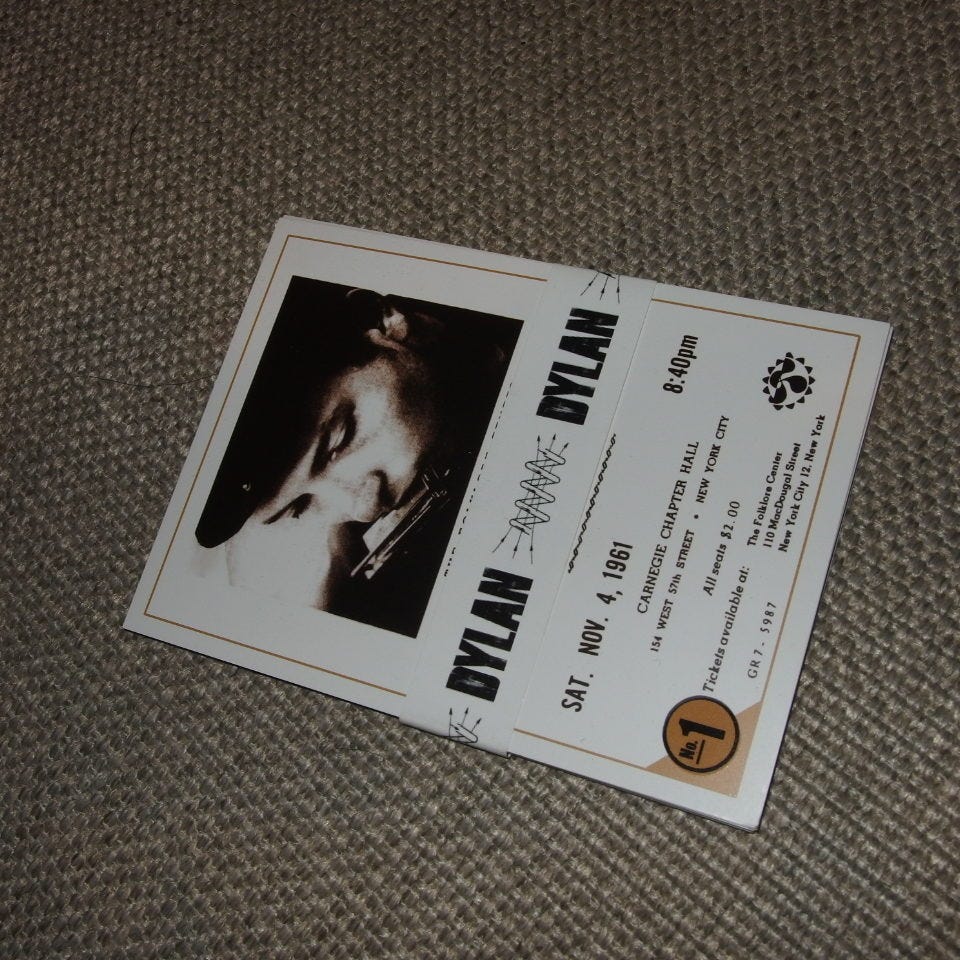 DYLAN DYLAN
SAT. NOV. 4, 1961 8:40pm
CARNEGIE CHAPTER HALL
154 WEST 57th STREET • NEW YORK CITY
All seats $2.00
Tickets available at:
The Folklore Center
110 MacDougal Street
New York City 12, New York
GR7-5987
No. 1